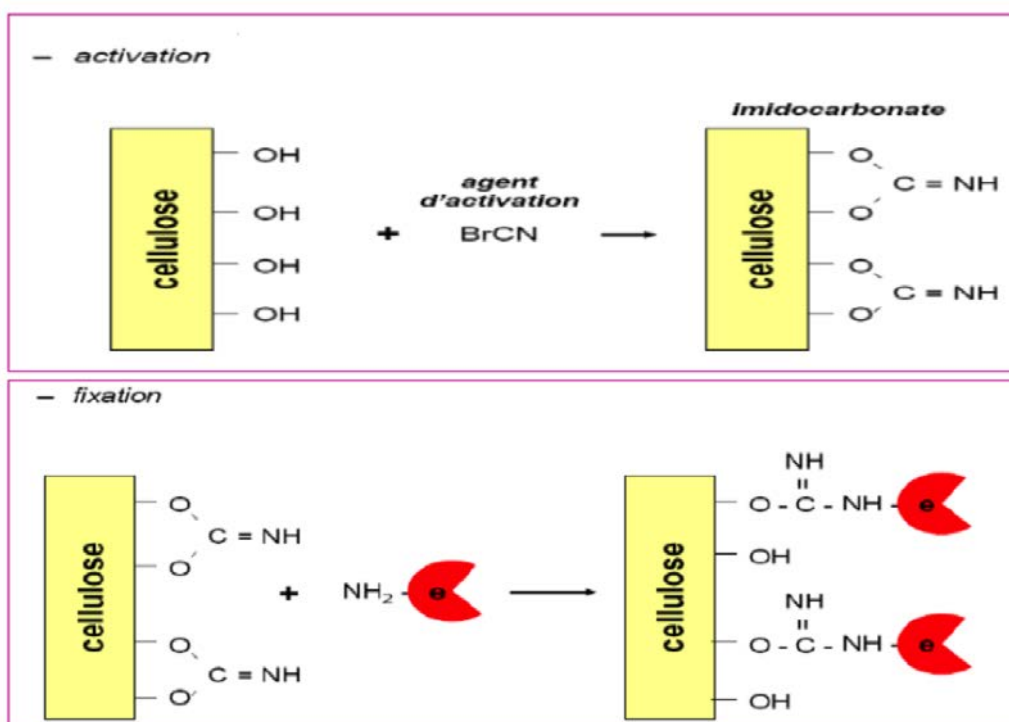 – activation
imidocarbonate
cellulose
OH
OH
OH
OH
+
agent
d'activation
BrCN
cellulose
O
O
C = NH
O
O
C = NH
– fixation
cellulose
O
O
C = NH
O
O
C = NH
+
NH2 - e
cellulose
NH
=
O - C - NH - e
OH
NH
=
O - C - NH - e
OH